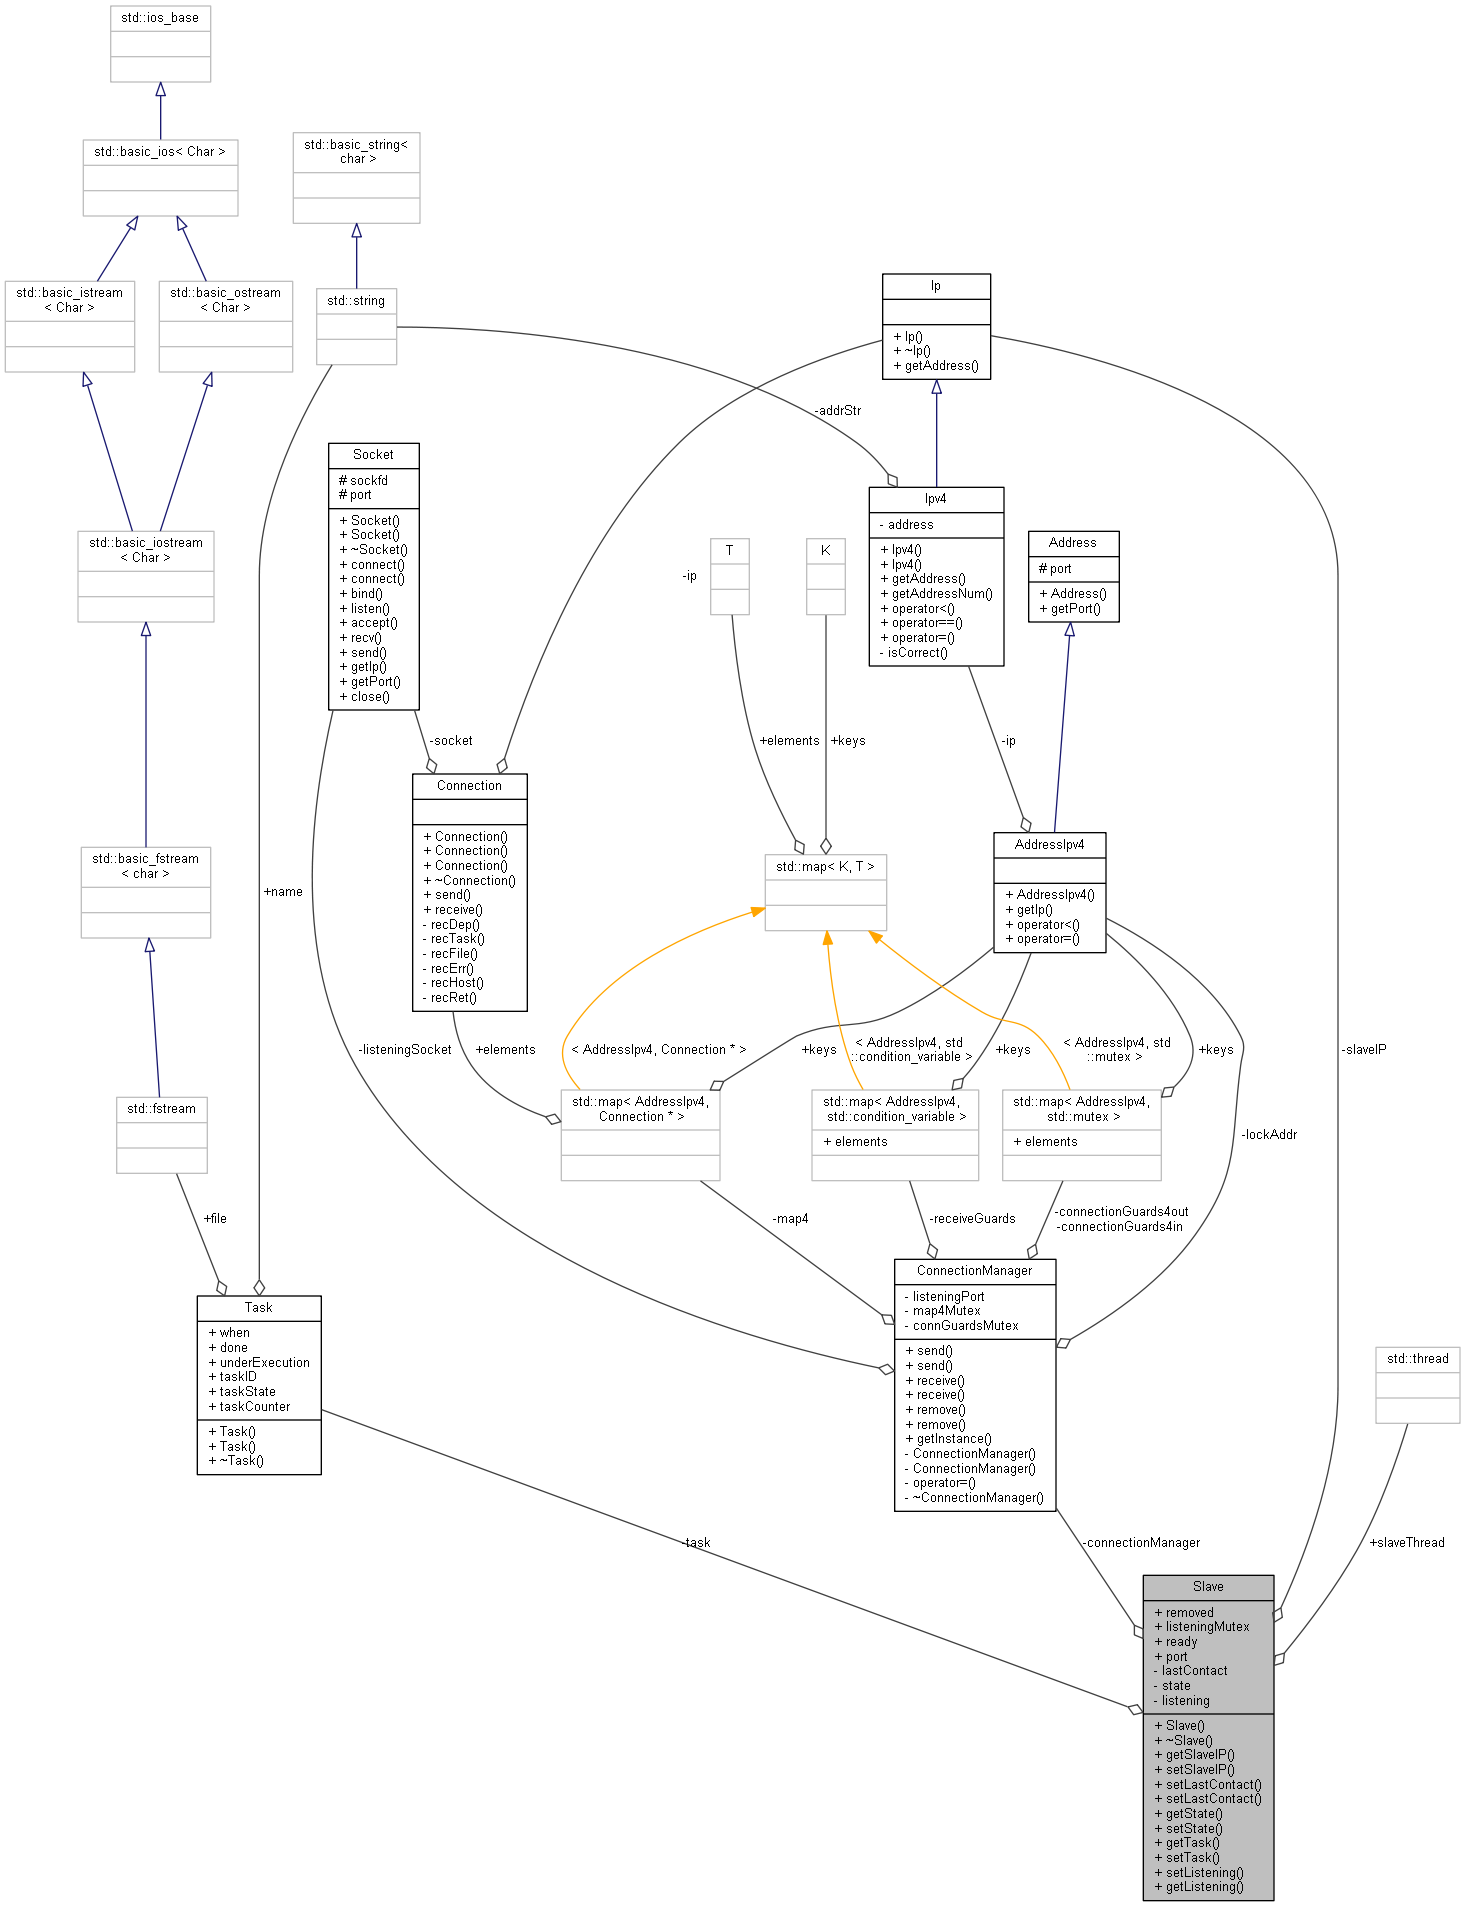 std::ios_base
std::basic_ios< Char >
std::basic_string<
char >
std::basic_istream
< Char >
std::basic_ostream
< Char >
std::string
Ip
+ Ip()
+ ~Ip()
+ getAddress()
-addrStr
Socket
# sockfd
# port
+ Socket()
+ Socket()
+ ~Socket()
+ connect()
+ connect()
+ bind()
+ listen()
+ accept()
+ recv()
+ send()
+ getIp()
+ getPort()
+ close()
Ipv4
- address
+ Ipv4()
+ Ipv4()
+ getAddress()
+ getAddressNum()
+ operator<()
+ operator==()
+ operator=()
- isCorrect()
std::basic_iostream
< Char >
-ip
T
K
Address
# port
+ Address()
+ getPort()
-socket
+elements
+keys
-ip
Connection
+ Connection()
+ Connection()
+ Connection()
+ ~Connection()
+ send()
+ receive()
- recDep()
- recTask()
- recFile()
- recErr()
- recHost()
- recRet()
std::basic_fstream
< char >
+name
std::map< K, T >
AddressIpv4
+ AddressIpv4()
+ getIp()
+ operator<()
+ operator=()
-listeningSocket
+elements
< AddressIpv4, Connection * >
+keys
< AddressIpv4, std
::condition_variable >
+keys
< AddressIpv4, std
::mutex >
+keys
-slaveIP
std::fstream
std::map< AddressIpv4,
Connection * >
std::map< AddressIpv4,
std::condition_variable >
+ elements
std::map< AddressIpv4,
std::mutex >
+ elements
-lockAddr
+file
-map4
-receiveGuards
-connectionGuards4out
-connectionGuards4in
Task
+ when
+ done
+ underExecution
+ taskID
+ taskState
+ taskCounter
+ Task()
+ Task()
+ ~Task()
ConnectionManager
- listeningPort
- map4Mutex
- connGuardsMutex
+ send()
+ send()
+ receive()
+ receive()
+ remove()
+ remove()
+ getInstance()
- ConnectionManager()
- ConnectionManager()
- operator=()
- ~ConnectionManager()
std::thread
-task
-connectionManager
+slaveThread
Slave
+ removed
+ listeningMutex
+ ready
+ port
- lastContact
- state
- listening
+ Slave()
+ ~Slave()
+ getSlaveIP()
+ setSlaveIP()
+ setLastContact()
+ setLastContact()
+ getState()
+ setState()
+ getTask()
+ setTask()
+ setListening()
+ getListening()